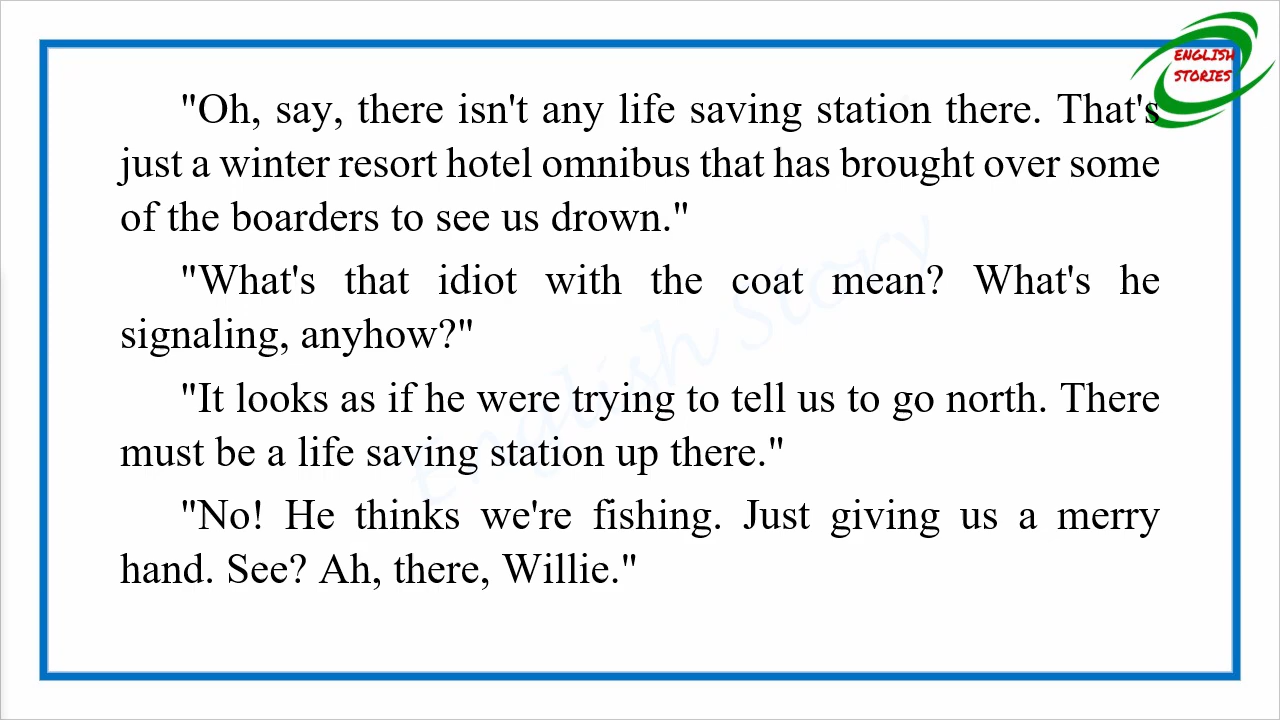 ENGLISH
STORIES
"Oh, say, there isn't any life saving station there. That's
just a winter resort hotel omnibus that has brought over some
of the boarders to see us drown."
"What's that idiot with the coat mean? What's he
signaling, anyhow?"
"It looks as if he were trying to tell us to go north. There
must be a life saving station up there."
"No! He thinks we're fishing. Just giving us a merry
hand. See? Ah, there, Willie."
English Story